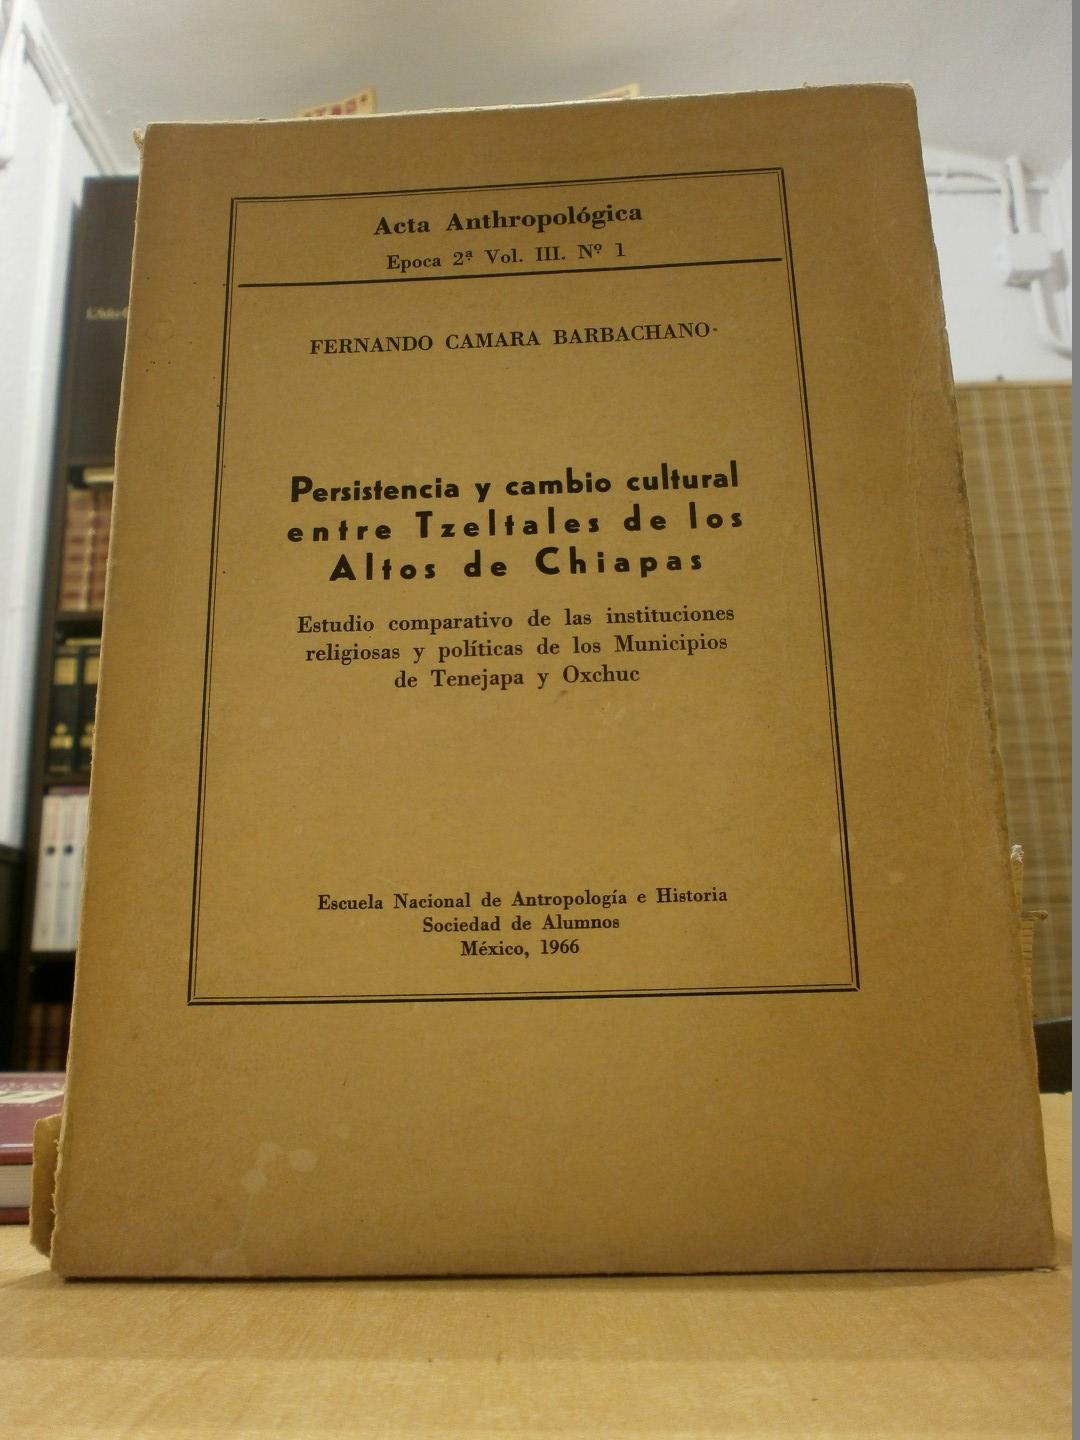 Acta Anthropológica
Epoca 2ª Vol. III. Nº 1
FERNANDO CAMARA BARBACHANO
Persistencia y cambio cultural
entre Tzeltales de los
Altos de Chiapas
Estudio comparativo de las instituciones
religiosas y políticas de los Municipios
de Tenejapa y Oxchuc
Escuela Nacional de Antropología e Historia
Sociedad de Alumnos
México, 1966